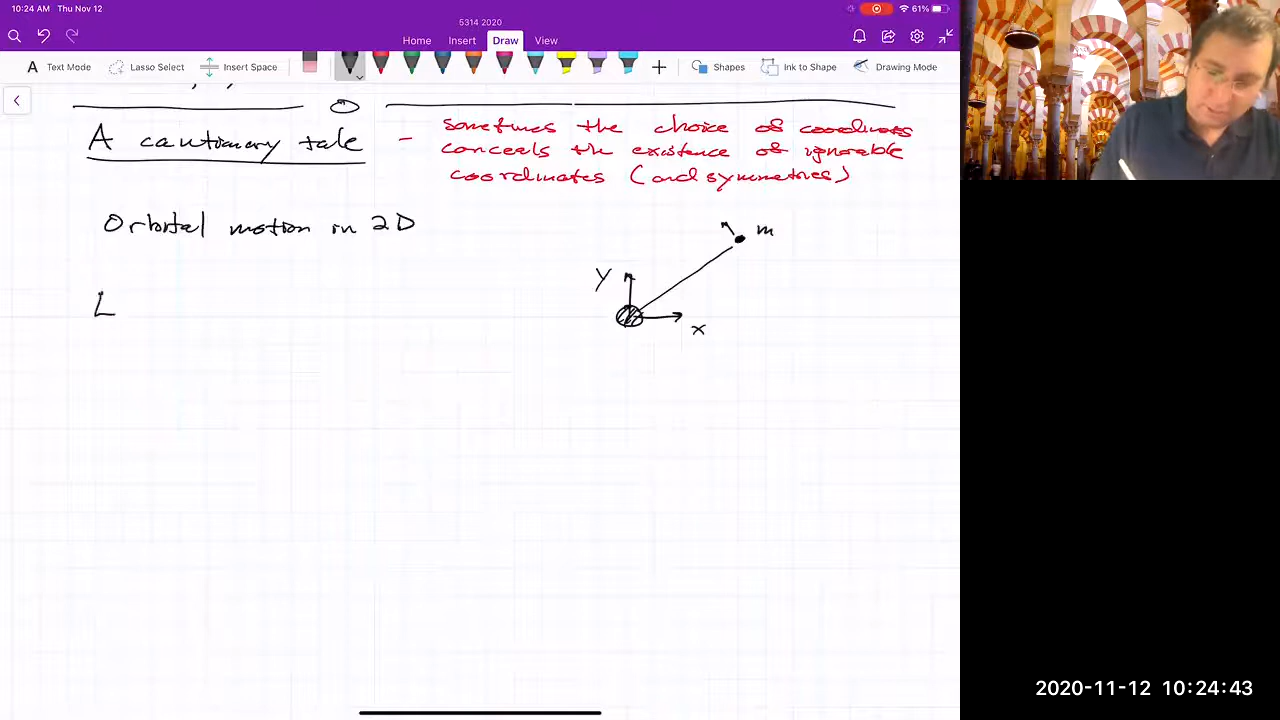 10:24 AM Thu Nov 12
61%
5314 2020
Home Insert Draw View
A Text Mode Lasso Select Insert Space Shapes Ink to Shape Drawing Mode
A cautionary tale - sometimes the choice of coordinates
conceals the existence of ignorable
coordinates (and symmetries)
Orbital motion in 2D
m
y
L
x
2020-11-12 10:24:43